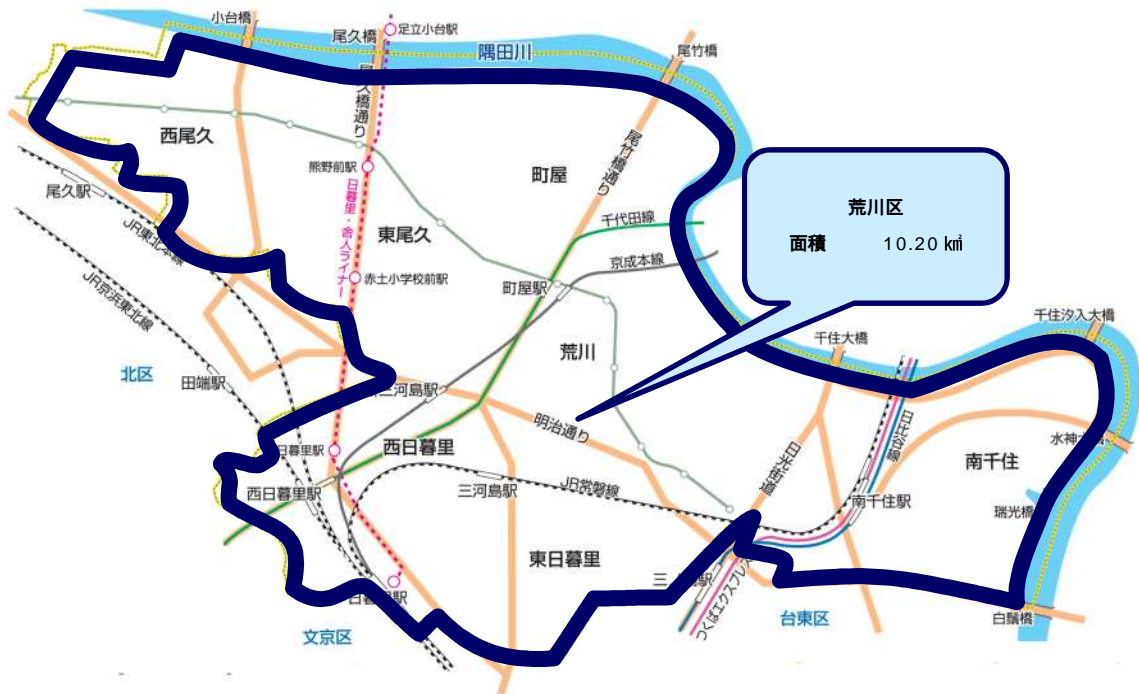 小台橋
尾久橋
足立小台駅
隅田川
尾竹橋
尾久橋通り
西尾久
熊野前駅
尾竹橋通り
町屋
尾久駅
日暮里・舎人ライナー
東尾久
千代田線
京成本線
JR東北本線
JR京浜東北線
赤土小学校前駅
町屋駅
荒川区
面積 10.20 ㎢
荒川
千住大橋
千住汐入大橋
北区
田端駅
三河島駅
明治通り
日比谷線
水神大
日暮里駅
西日暮里
西日暮里駅
三河島駅
JR常磐線
日光街道
南千住
南千住駅
瑞光橋
東日暮里
日暮里駅
三
駅
つくばエクスプレス
文京区
台東区
白鬚橋